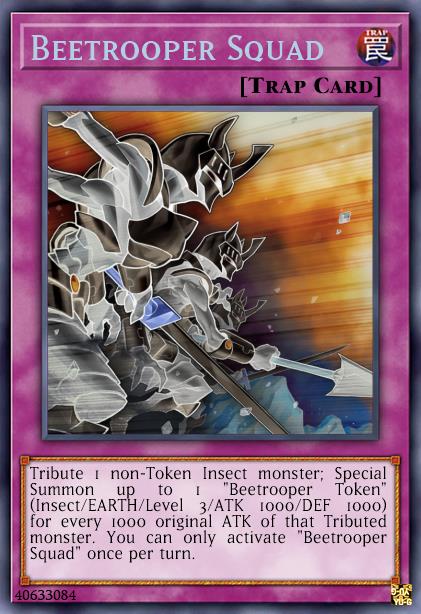 BEETROOPER SQUAD
TRAP
罠
[TRAP CARD]
Tribute 1 non-Token Insect monster; Special
Summon up to 1 "Beetrooper Token"
(Insect/EARTH/Level 3/ATK 1000/DEF 1000)
for every 1000 original ATK of that Tributed
monster. You can only activate "Beetrooper
Squad" once per turn.
40633084